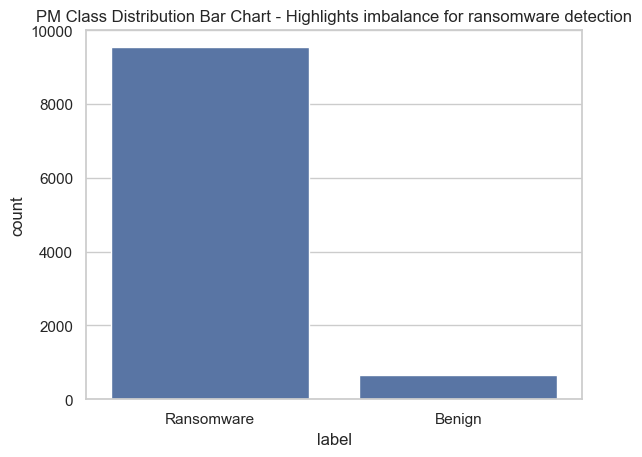 PM Class Distribution Bar Chart - Highlights imbalance for ransomware detection
10000
8000
6000
4000
2000
0
count
Ransomware Benign
label